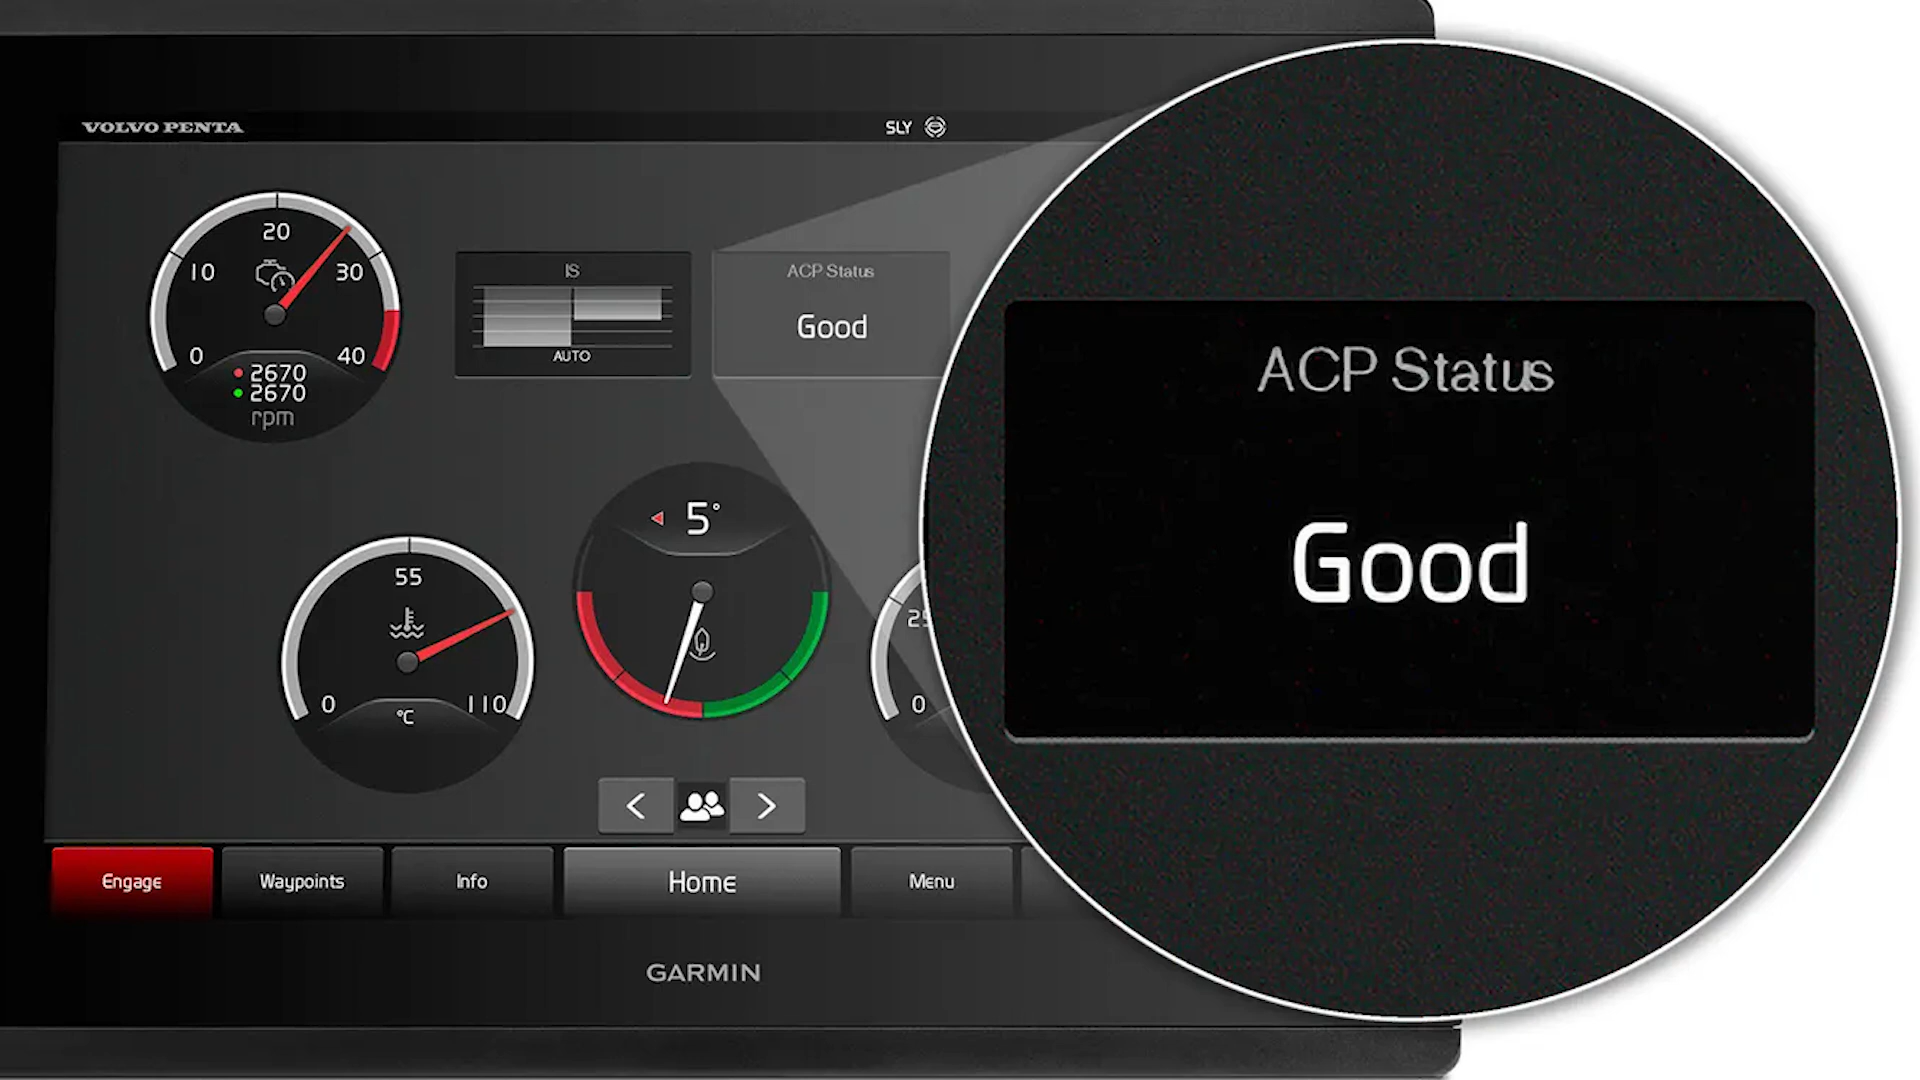 VOLVO PENTA
SLY
20
10
30
0
40
2670
2670
rpm
IS
AUTO
ACP Status
Good
ACP Status
Good
5°
55
0
110
°C
25
0
Engage
Waypoints
Info
Home
Menu
GARMIN